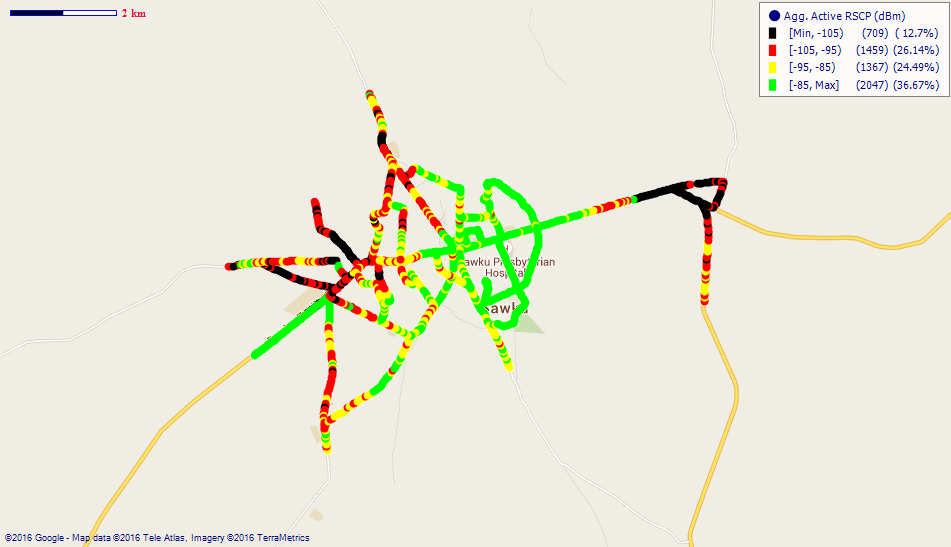 2 km
Agg. Active RSCP (dBm)
[Min, -105) (709) ( 12.7%)
[-105, -95) (1459) (26.14%)
[-95, -85) (1367) (24.49%)
[-85, Max] (2047) (36.67%)
awku Presbyterian
Hospital
awku
©2016 Google - Map data ©2016 Tele Atlas, Imagery ©2016 TerraMetrics